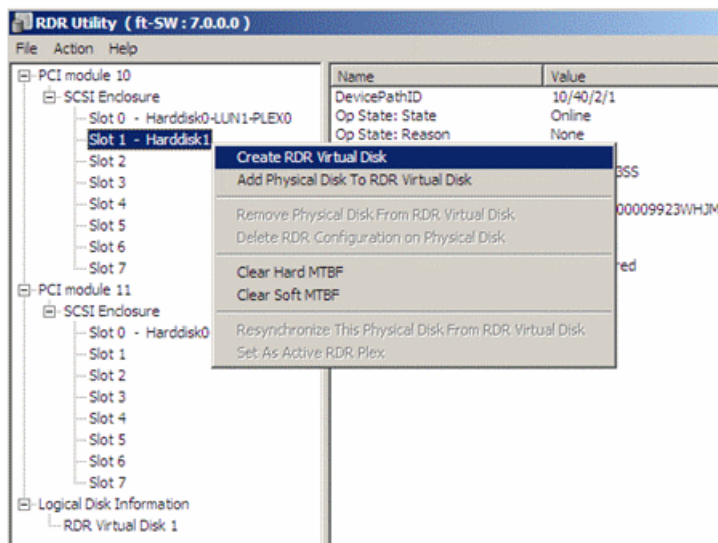 RDR Utility ( ft-SW : 7.0.0.0 )
File Action Help
PCI module 10
SCSI Enclosure
Slot 0 - Harddisk0-LUN1-PLEX0
Slot 1 - Harddisk1
Slot 2
Slot 3
Slot 4
Slot 5
Slot 6
Slot 7
PCI module 11
SCSI Enclosure
Slot 0 - Harddisk0
Slot 1
Slot 2
Slot 3
Slot 4
Slot 5
Slot 6
Slot 7
Logical Disk Information
RDR Virtual Disk 1
Name Value
DevicePathID 10/40/2/1
Op State: State Online
Op State: Reason None
3SS
00009923WHJM
red
Create RDR Virtual Disk
Add Physical Disk To RDR Virtual Disk
Remove Physical Disk From RDR Virtual Disk
Delete RDR Configuration on Physical Disk
Clear Hard MTBF
Clear Soft MTBF
Resynchronize This Physical Disk From RDR Virtual Disk
Set As Active RDR Plex